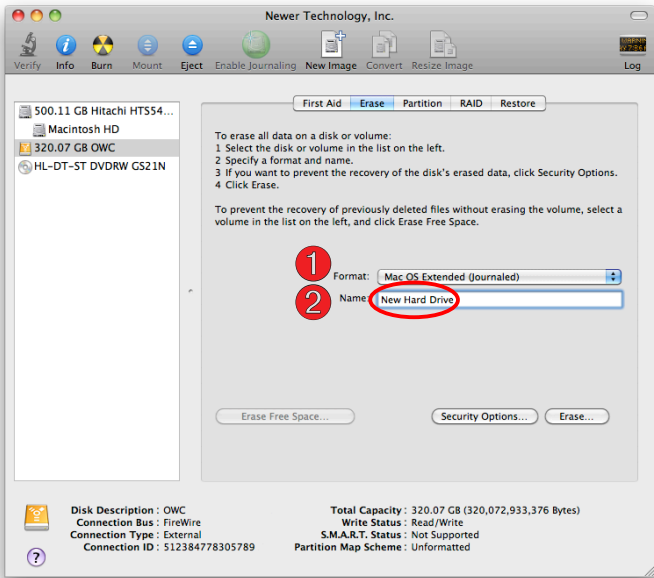 Newer Technology, Inc.
Verify Info Burn Mount Eject Enable Journaling New Image Convert Resize Image Log
500.11 GB Hitachi HTS54...
Macintosh HD
320.07 GB OWC
HL-DT-ST DVDRW GS21N
First Aid Erase Partition RAID Restore
To erase all data on a disk or volume:
1 Select the disk or volume in the list on the left.
2 Specify a format and name.
3 If you want to prevent the recovery of the disk's erased data, click Security Options.
4 Click Erase.
To prevent the recovery of previously deleted files without erasing the volume, select a
volume in the list on the left, and click Erase Free Space.
1 Format: Mac OS Extended (Journaled)
2 Name: New Hard Drive
Erase Free Space... Security Options... Erase...
Disk Description : OWC
Connection Bus : FireWire
Connection Type : External
Connection ID : 512384778305789
Total Capacity : 320.07 GB (320,072,933,376 Bytes)
Write Status : Read/Write
S.M.A.R.T. Status : Not Supported
Partition Map Scheme : Unformatted
?